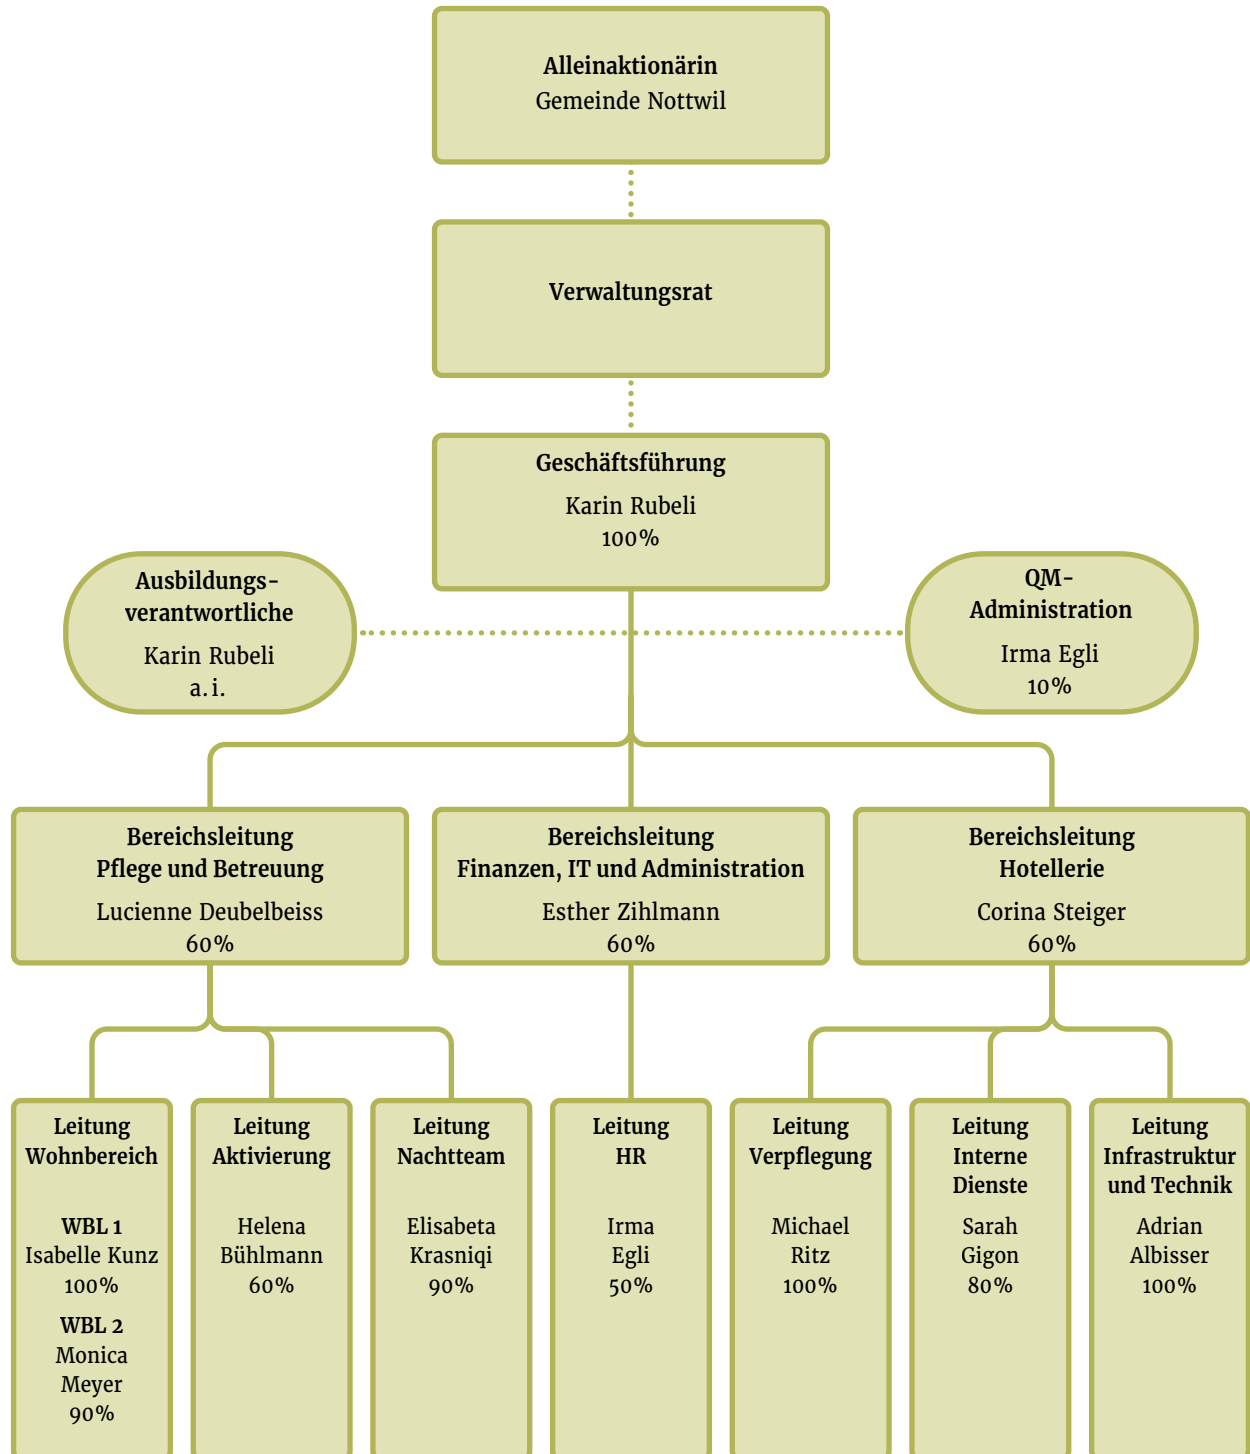 Alleinaktionärin
Gemeinde Nottwil
Verwaltungsrat
Geschäftsführung
Karin Rubeli
100%
Ausbildungs-
verantwortliche
Karin Rubeli
a.i.
QM-
Administration
Irma Egli
10%
Bereichsleitung
Pflege und Betreuung
Lucienne Deubelbeiss
60%
Bereichsleitung
Finanzen, IT und Administration
Esther Zihlmann
60%
Bereichsleitung
Hotellerie
Corina Steiger
60%
Leitung
Wohnbereich
WBL 1
Isabelle Kunz
100%
WBL 2
Monica
Meyer
90%
Leitung
Aktivierung
Helena
Bühlmann
60%
Leitung
Nachtteam
Elisabeta
Krasniqi
90%
Leitung
HR
Irma
Egli
50%
Leitung
Verpflegung
Michael
Ritz
100%
Leitung
Interne
Dienste
Sarah
Gigon
80%
Leitung
Infrastruktur
und Technik
Adrian
Albisser
100%